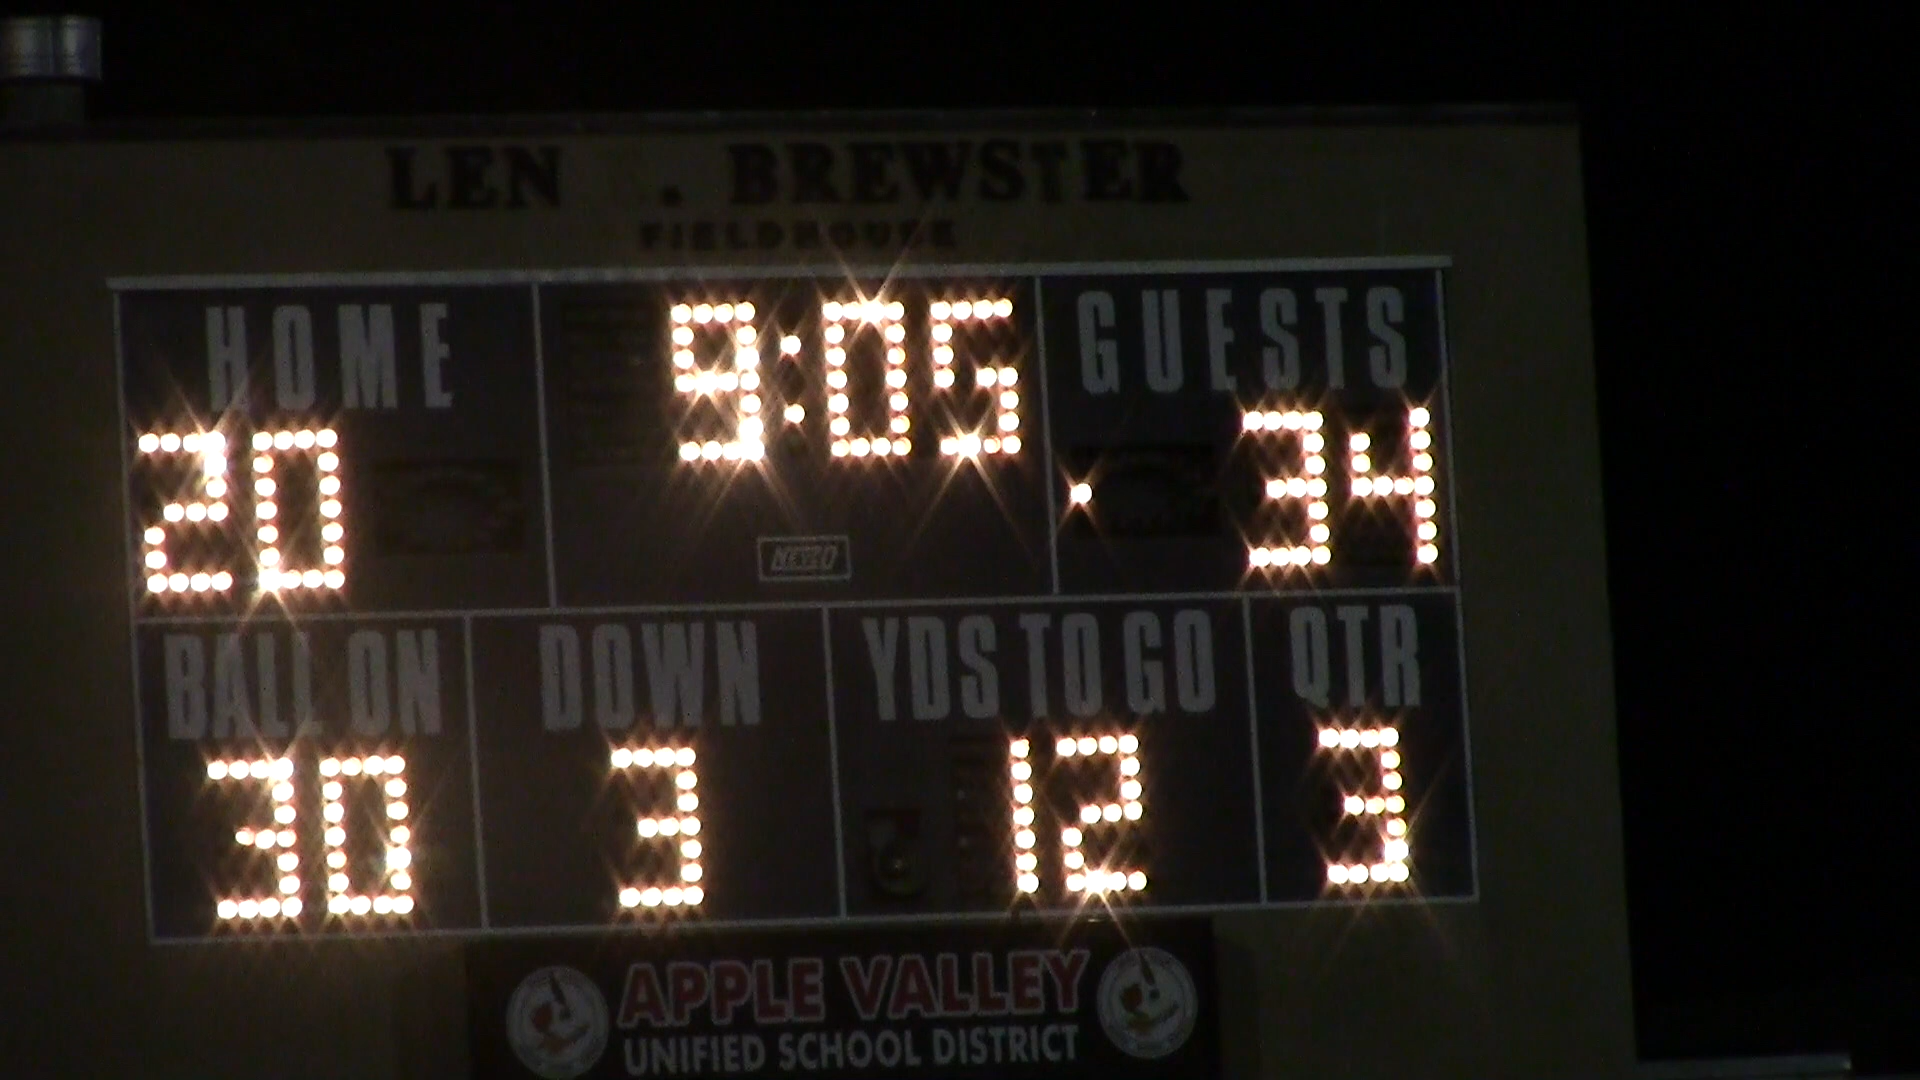 LEN . BREWSTER
FIELDHOUSE
HOME 9:05 GUESTS
20 34
NEVCO
BALL ON DOWN YDS TO GO QTR
30 3 12 3
APPLE VALLEY
UNIFIED SCHOOL DISTRICT